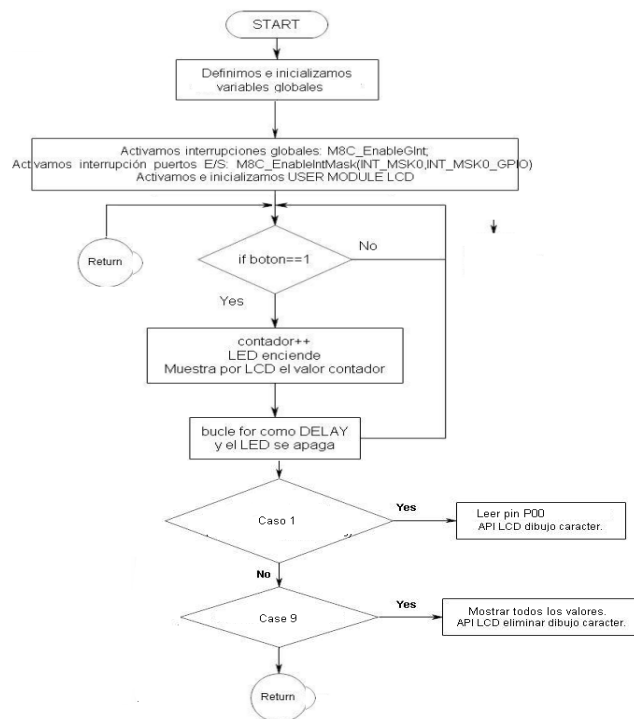 START
Definimos e inicializamos
variables globales
Activamos interrupciones globales: M8C_EnableGInt;
Activamos interrupción puertos E/S: M8C_EnableIntMask(INT_MSK0,INT_MSK0_GPIO)
Activamos e inicializamos USER MODULE LCD
Return
if boton==1
No
Yes
contador++
LED enciende
Muestra por LCD el valor contador
bucle for como DELAY
y el LED se apaga
Caso 1
Yes
Leer pin P00
API LCD dibujo caracter.
No
Case 9
Yes
Mostrar todos los valores.
API LCD eliminar dibujo caracter.
Return